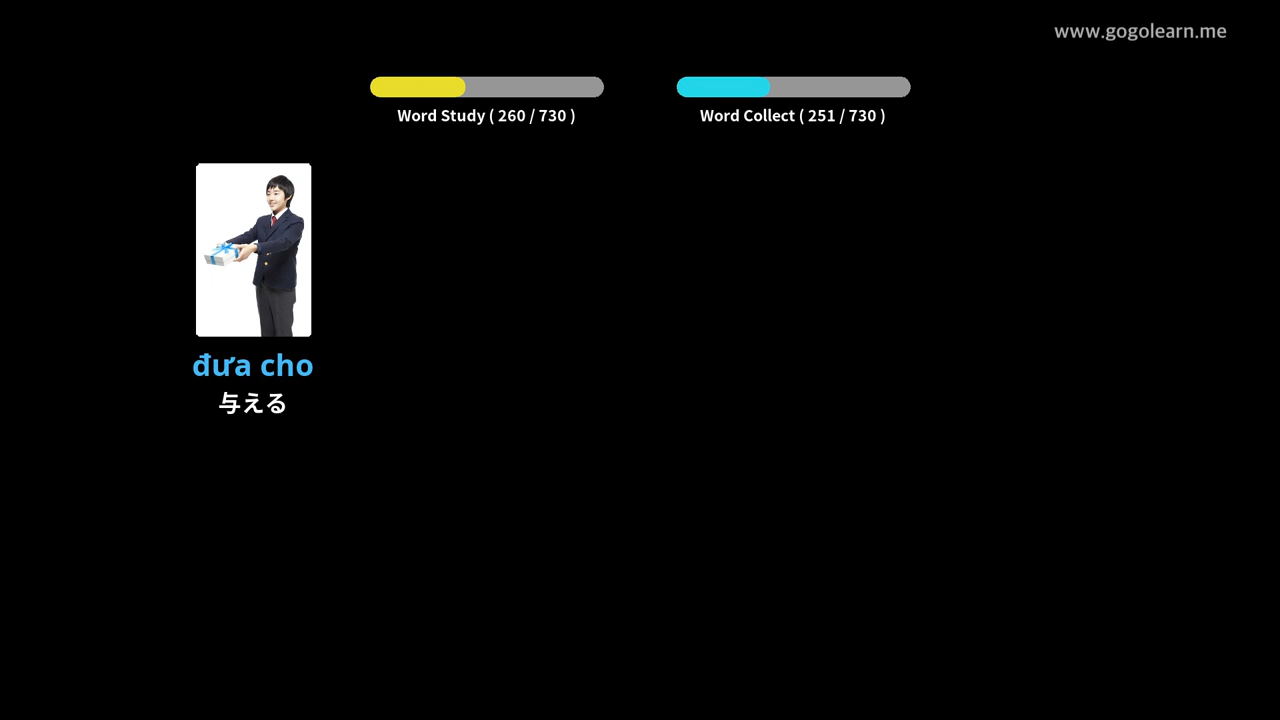 www.gogolearn.me
Word Study ( 260 / 730 )
Word Collect ( 251 / 730 )
đưa cho
与える